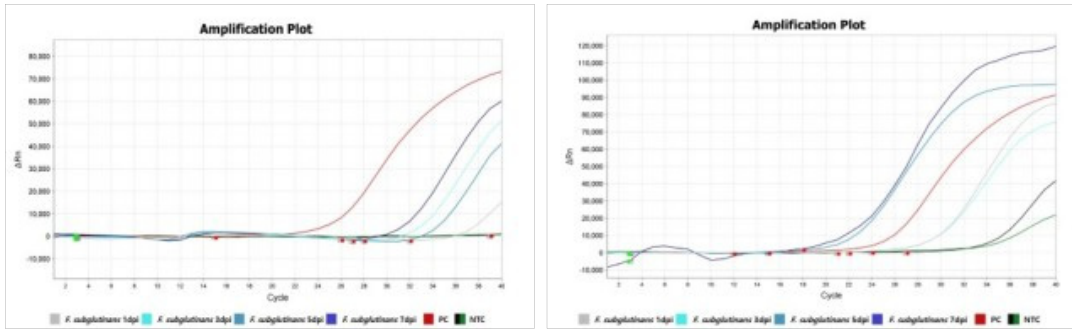 Amplification Plot
80,000
70,000
60,000
50,000
40,000
30,000
20,000
10,000
0
-10,000
ΔRn
2 4 6 8 10 12 14 16 18 20 22 24 26 28 30 32 34 36 38 40
Cycle
F. subglutinans 1dpi F. subglutinans 3dpi F. subglutinans 5dpi F. subglutinans 7dpi PC NTC
Amplification Plot
120,000
110,000
100,000
90,000
80,000
70,000
60,000
50,000
40,000
30,000
20,000
10,000
0
-10,000
ΔRn
2 4 6 8 10 12 14 16 18 20 22 24 26 28 30 32 34 36 38 40
Cycle
F. subglutinans 1dpi F. subglutinans 3dpi F. subglutinans 5dpi F. subglutinans 7dpi PC NTC